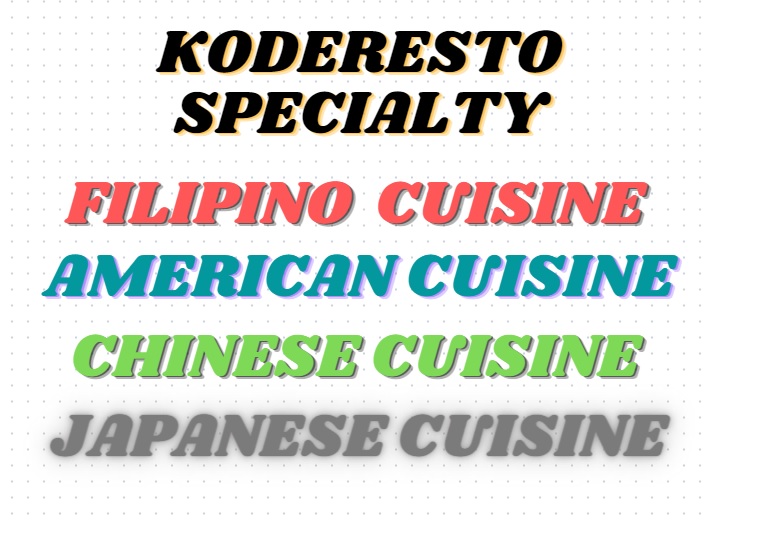 KODERESTO
SPECIALTY
FILIPINO CUISINE
AMERICAN CUISINE
CHINESE CUISINE
JAPANESE CUISINE